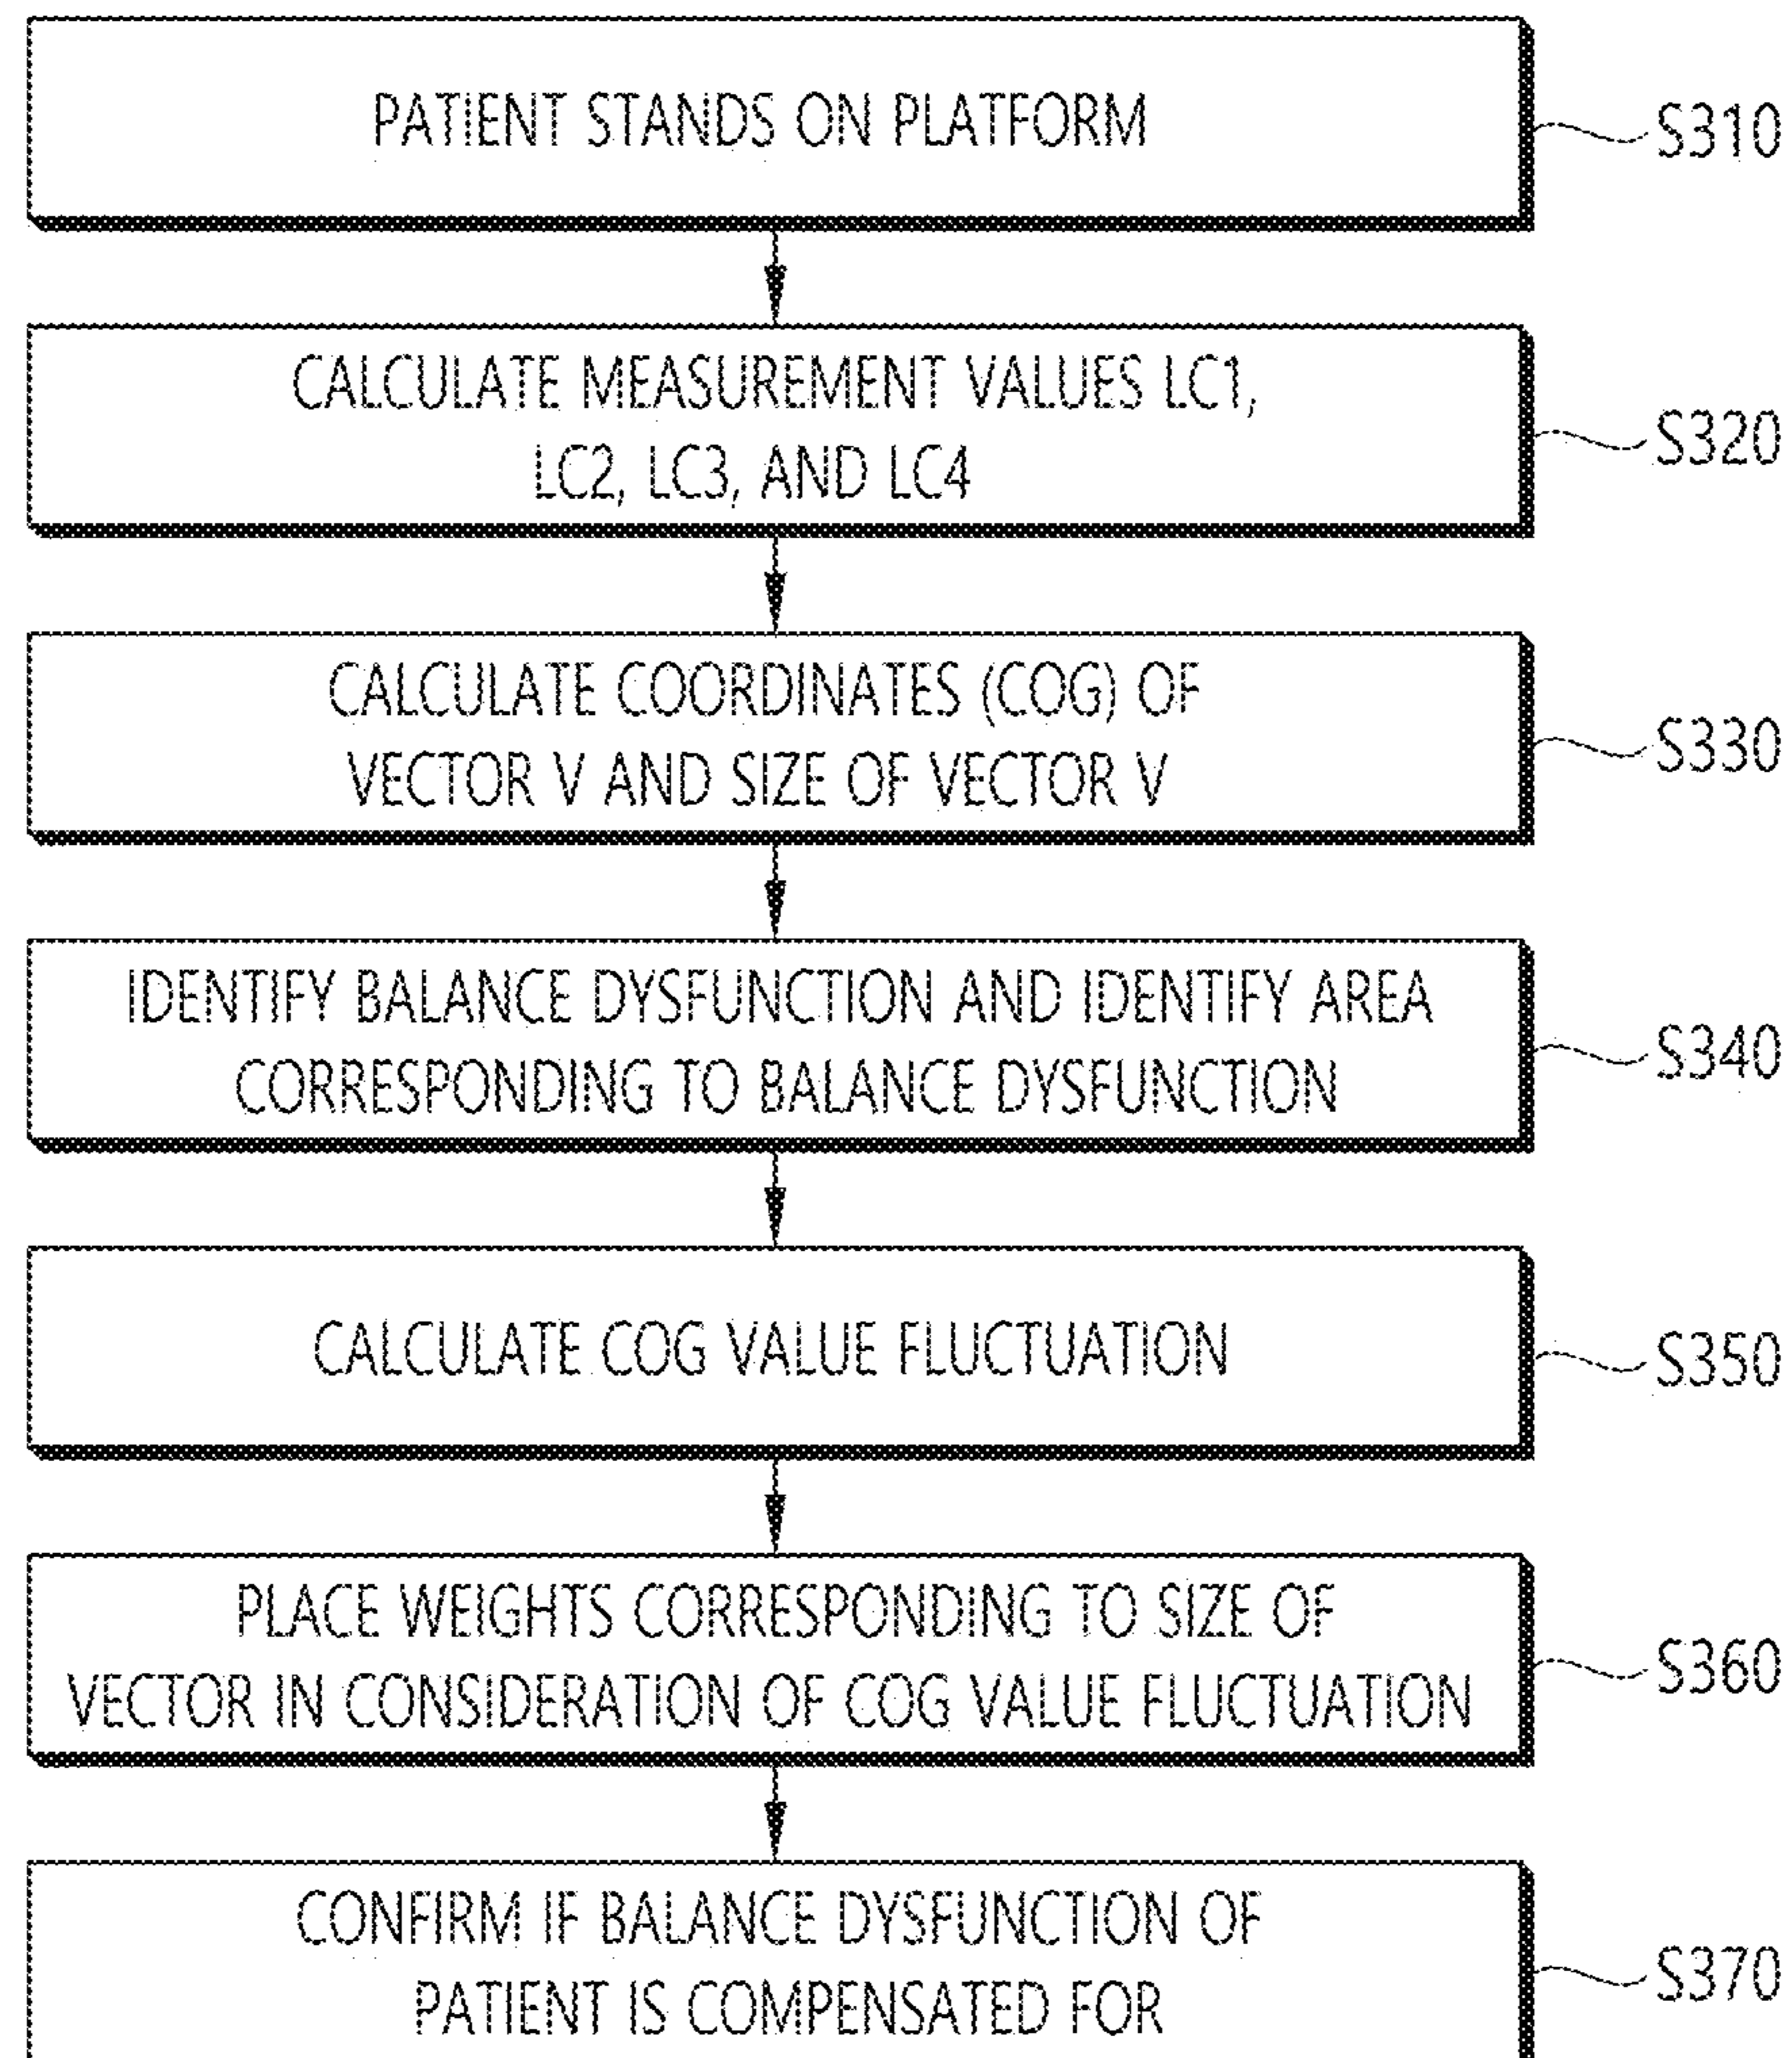 PATIENT STANDS ON PLATFORM
S310
CALCULATE MEASUREMENT VALUES LC1,
LC2, LC3, AND LC4
S320
CALCULATE COORDINATES (COG) OF
VECTOR V AND SIZE OF VECTOR V
S330
IDENTIFY BALANCE DYSFUNCTION AND IDENTIFY AREA
CORRESPONDING TO BALANCE DYSFUNCTION
S340
CALCULATE COG VALUE FLUCTUATION
S350
PLACE WEIGHTS CORRESPONDING TO SIZE OF
VECTOR IN CONSIDERATION OF COG VALUE FLUCTUATION
S360
CONFIRM IF BALANCE DYSFUNCTION OF
PATIENT IS COMPENSATED FOR
S370